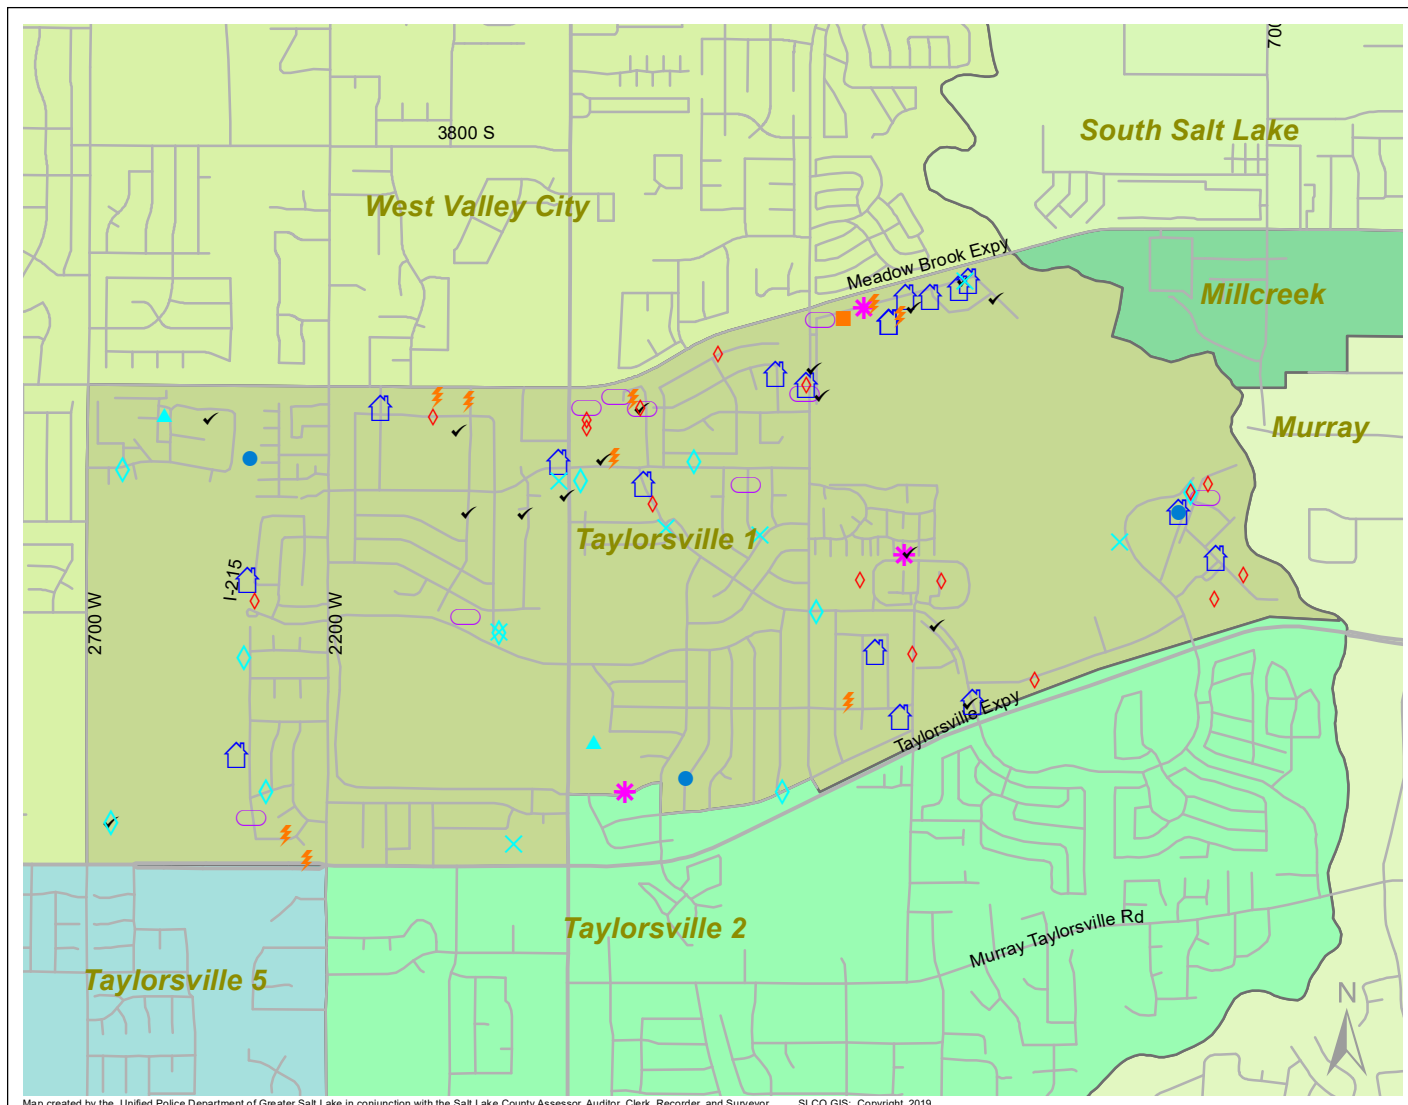 700
3800 S
South Salt Lake
West Valley City
Meadow Brook Expy
Millcreek
Murray
Taylorsville 1
I-215
2700 W
2200 W
Taylorsville Expy
Murray Taylorsville Rd
Taylorsville 2
Taylorsville 5
N
Map created by the Unified Police Department of Greater Salt Lake in conjunction with the Salt Lake County Assessor, Auditor, Clerk, Recorder, and Surveyor SLCO GIS: Copyright 2019